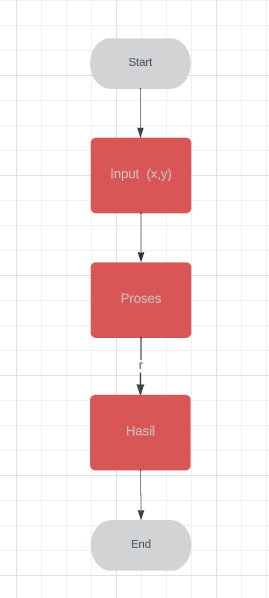 Start
Input (x,y)
Proses
r
Hasil
End